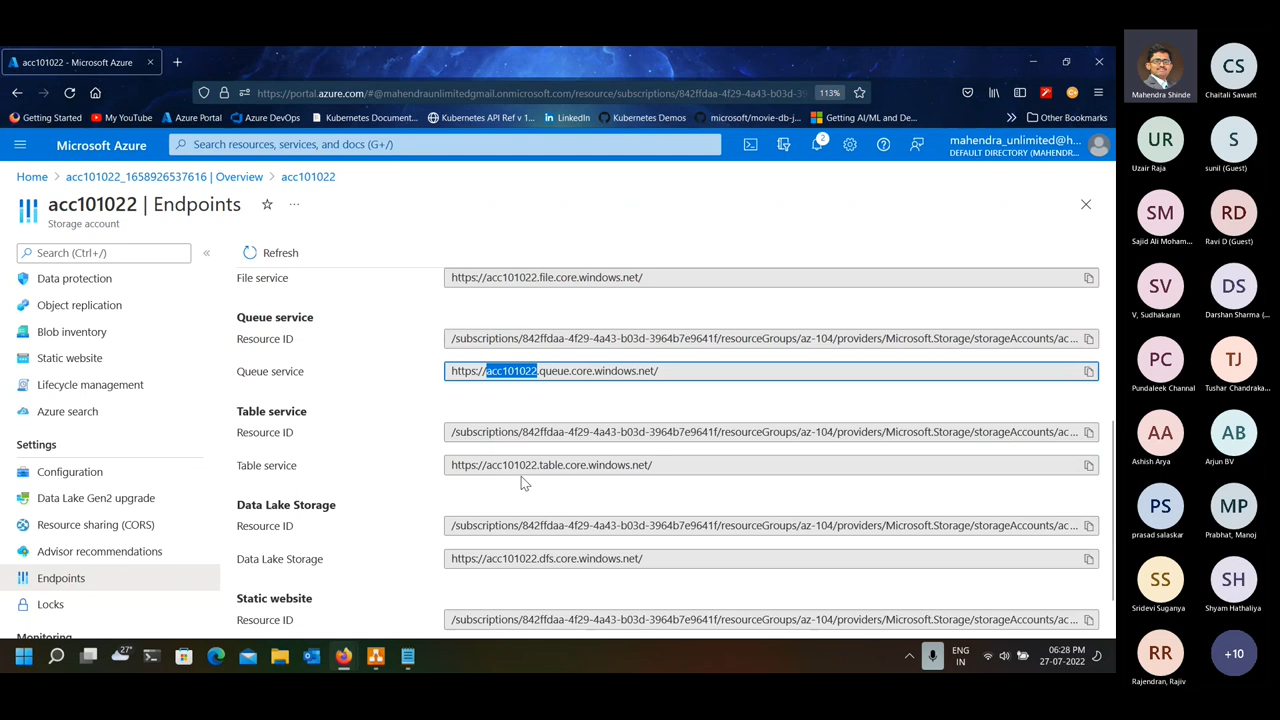 acc101022 - Microsoft Azure
https://portal.azure.com/#@mahendraunlimitedgmail.onmicrosoft.com/resource/subscriptions/842ffdaa-4f29-4a43-b03d-39
113%
Getting Started
My YouTube
Azure Portal
Azure DevOps
Kubernetes Document...
Kubernetes API Ref v 1...
LinkedIn
Kubernetes Demos
microsoft/movie-db-j...
Getting AI/ML and De...
Other Bookmarks
Microsoft Azure
Search resources, services, and docs (G+/)
2
mahendra_unlimited@h...
DEFAULT DIRECTORY (MAHENDR...
Home > acc101022_1658926537616 | Overview > acc101022
acc101022 | Endpoints
...
Storage account
Search (Ctrl+/)
«
Data protection
Object replication
Blob inventory
Static website
Lifecycle management
Azure search
Settings
Configuration
Data Lake Gen2 upgrade
Resource sharing (CORS)
Advisor recommendations
Endpoints
Locks
Monitoring
Refresh
File service https://acc101022.file.core.windows.net/
Queue service
Resource ID /subscriptions/842ffdaa-4f29-4a43-b03d-3964b7e9641f/resourceGroups/az-104/providers/Microsoft.Storage/storageAccounts/ac...
Queue service https://acc101022.queue.core.windows.net/
Table service
Resource ID /subscriptions/842ffdaa-4f29-4a43-b03d-3964b7e9641f/resourceGroups/az-104/providers/Microsoft.Storage/storageAccounts/ac...
Table service https://acc101022.table.core.windows.net/
Data Lake Storage
Resource ID /subscriptions/842ffdaa-4f29-4a43-b03d-3964b7e9641f/resourceGroups/az-104/providers/Microsoft.Storage/storageAccounts/ac...
Data Lake Storage https://acc101022.dfs.core.windows.net/
Static website
Resource ID /subscriptions/842ffdaa-4f29-4a43-b03d-3964b7e9641f/resourceGroups/az-104/providers/Microsoft.Storage/storageAccounts/ac...
27°
ENG
IN
06:28 PM
27-07-2022
Mahendra Shinde
CS
Chaitali Sawant
UR
Uzair Raja
S
sunil (Guest)
SM
Sajid Ali Moham...
RD
Ravi D (Guest)
SV
V, Sudhakaran
DS
Darshan Sharma (...
PC
Pundaleek Channal
TJ
Tushar Chandraka...
AA
Ashish Arya
AB
Arjun BV
PS
prasad salaskar
MP
Prabhat, Manoj
SS
Sridevi Suganya
SH
Shyam Hathaliya
RR
Rajendran, Rajiv
+10